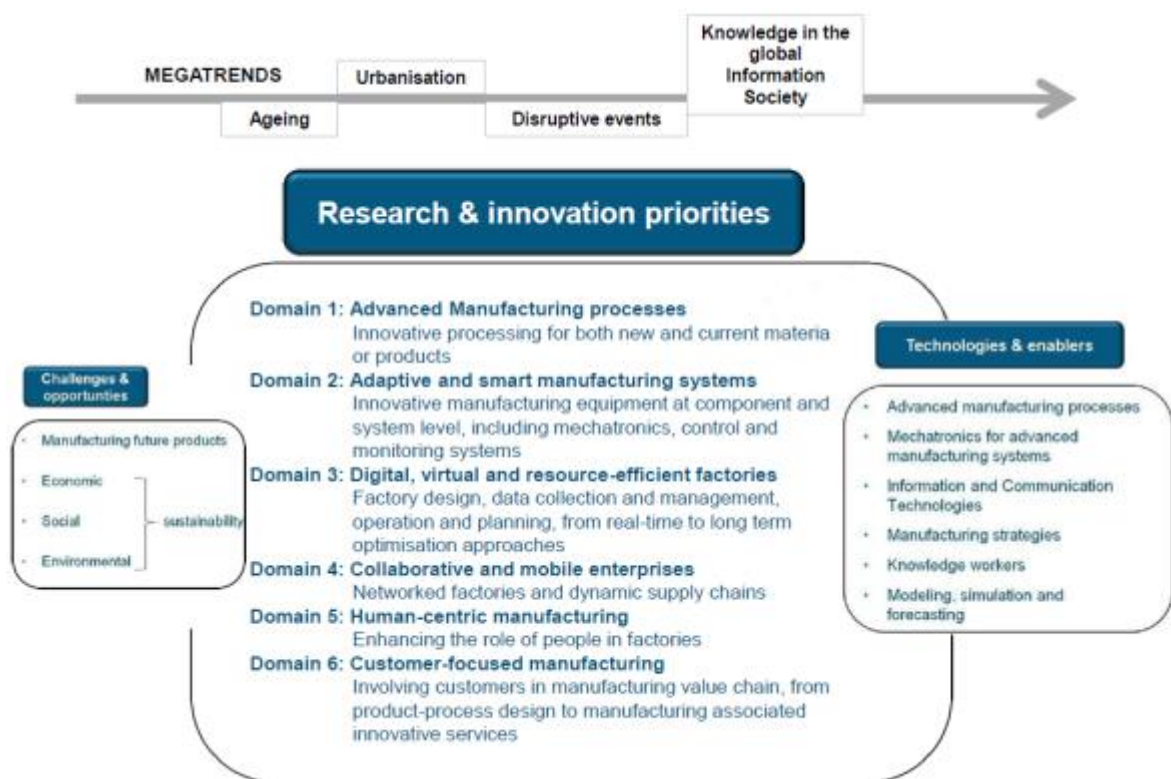 Knowledge in the
global
Information
Society
MEGATRENDS
Urbanisation
Ageing
Disruptive events
Research & innovation priorities
Domain 1: Advanced Manufacturing processes
Innovative processing for both new and current materia
or products
Domain 2: Adaptive and smart manufacturing systems
Innovative manufacturing equipment at component and
system level, including mechatronics, control and
monitoring systems
Domain 3: Digital, virtual and resource-efficient factories
Factory design, data collection and management,
operation and planning, from real-time to long term
optimisation approaches
Domain 4: Collaborative and mobile enterprises
Networked factories and dynamic supply chains
Domain 5: Human-centric manufacturing
Enhancing the role of people in factories
Domain 6: Customer-focused manufacturing
Involving customers in manufacturing value chain, from
product-process design to manufacturing associated
innovative services
Challenges &
opportunties
• Manufacturing future products
• Economic
• Social
sustainability
• Environmental
Technologies & enablers
• Advanced manufacturing processes
• Mechatronics for advanced
manufacturing systems
• Information and Communication
Technologies
• Manufacturing strategies
• Knowledge workers
• Modeling, simulation and
forecasting